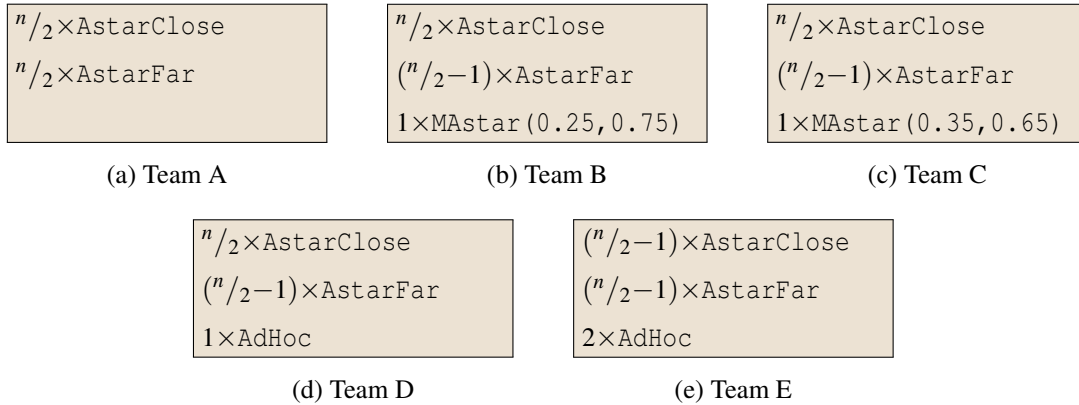 n/2×AstarClose
n/2×AstarFar
(a) Team A
n/2×AstarClose
(n/2−1)×AstarFar
1×MAstar(0.25,0.75)
(b) Team B
n/2×AstarClose
(n/2−1)×AstarFar
1×MAstar(0.35,0.65)
(c) Team C
n/2×AstarClose
(n/2−1)×AstarFar
1×AdHoc
(d) Team D
(n/2−1)×AstarClose
(n/2−1)×AstarFar
2×AdHoc
(e) Team E